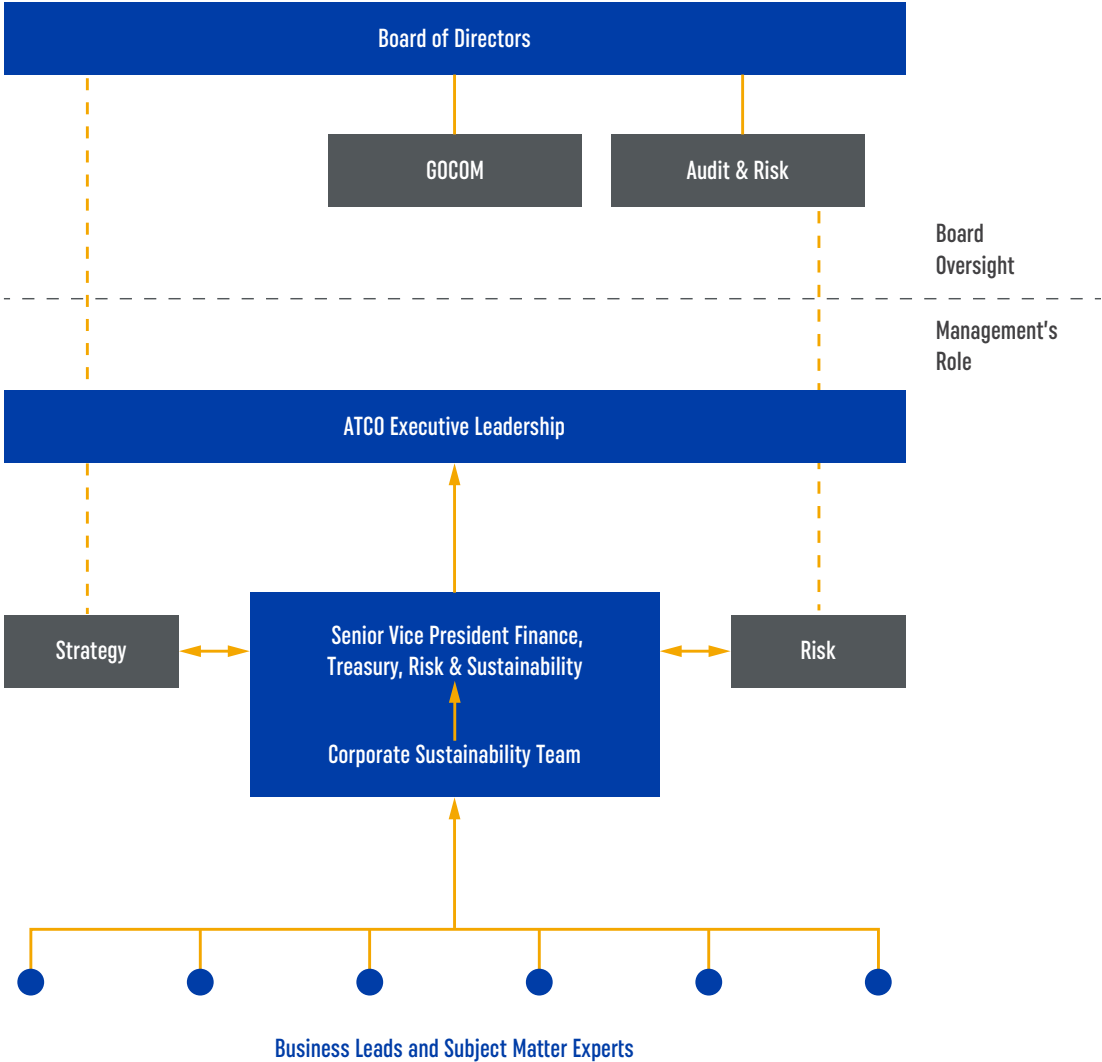 Board of Directors
GOCOM
Audit & Risk
Board
Oversight
Management's
Role
ATCO Executive Leadership
Strategy
Senior Vice President Finance,
Treasury, Risk & Sustainability
Risk
Corporate Sustainability Team
Business Leads and Subject Matter Experts